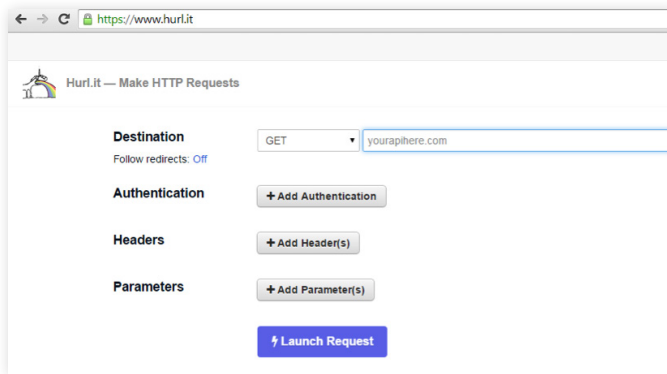 https://www.hurl.it
Hurl.it — Make HTTP Requests
Destination
GET
yourapihere.com
Follow redirects: Off
Authentication
+ Add Authentication
Headers
+ Add Header(s)
Parameters
+ Add Parameter(s)
Launch Request